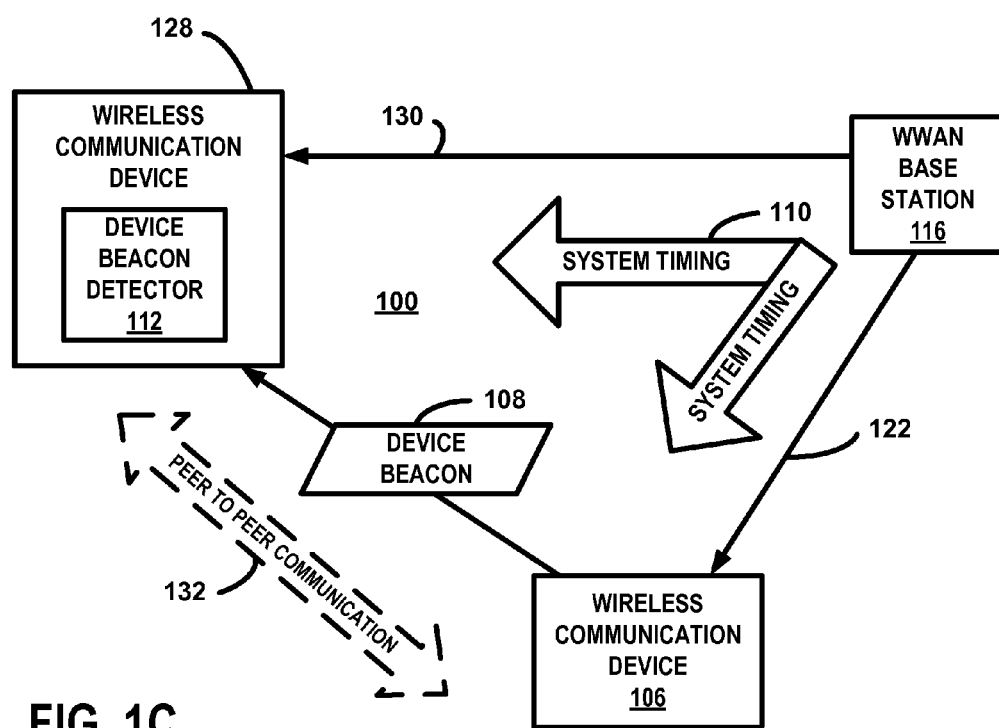 128
WIRELESS
COMMUNICATION
DEVICE
DEVICE
BEACON
DETECTOR
112
130
WWAN
BASE
STATION
116
110
SYSTEM TIMING
SYSTEM TIMING
100
108
DEVICE
BEACON
122
PEER TO PEER COMMUNICATION
132
WIRELESS
COMMUNICATION
DEVICE
106
FIG. 1C